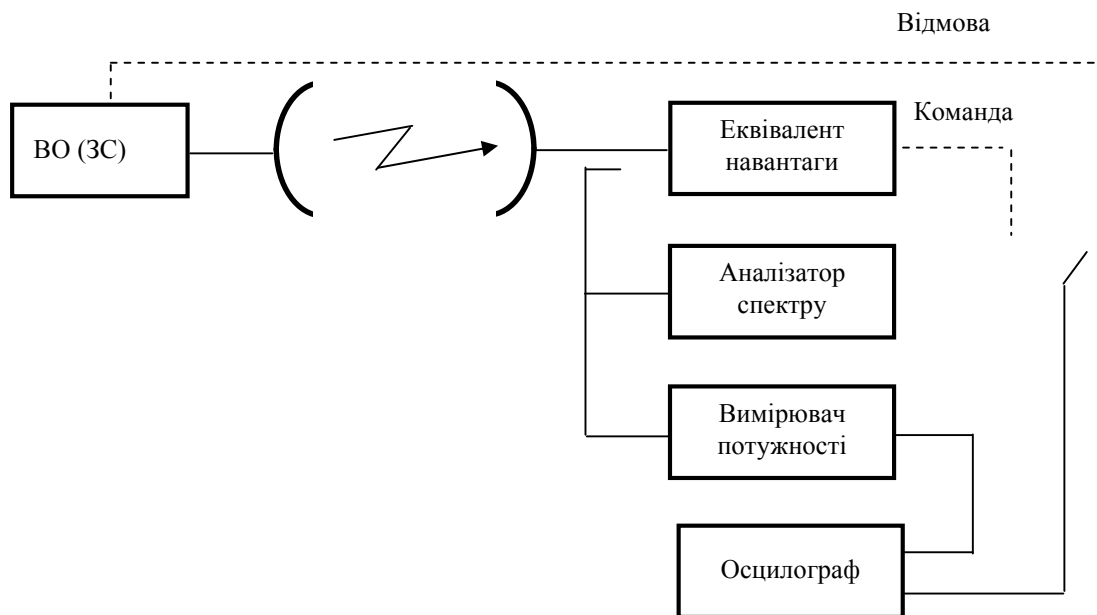 Відмова
ВО (ЗС)
Еквівалент
навантаги
Команда
Аналізатор
спектру
Вимірювач
потужності
Осцилограф